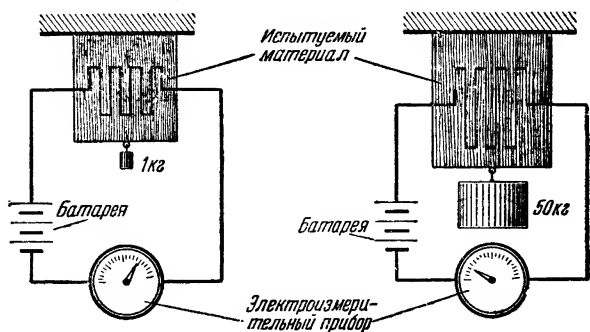 Испытуемый
материал
1кг
50кг
Батарея
Батарея
Электроизмери-
тельный прибор